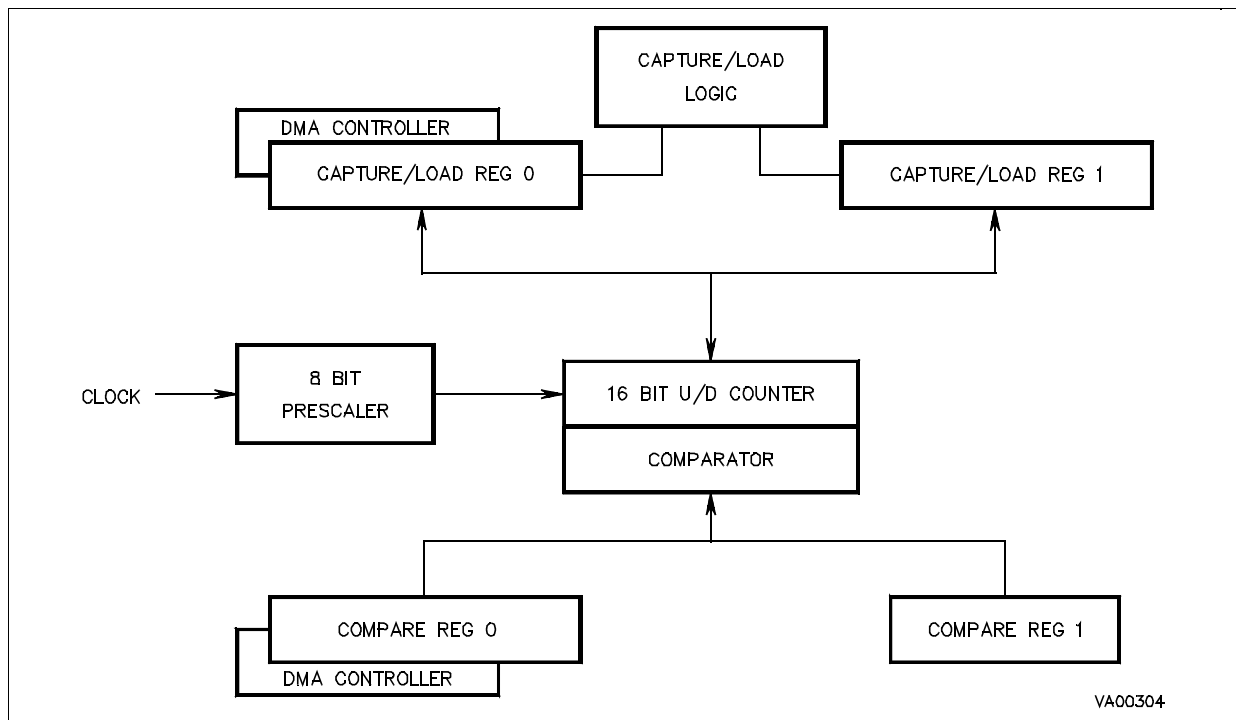 CAPTURE/LOAD
LOGIC
DMA CONTROLLER
CAPTURE/LOAD REG 0
CAPTURE/LOAD REG 1
CLOCK
8 BIT
PRESCALER
16 BIT U/D COUNTER
COMPARATOR
COMPARE REG 0
COMPARE REG 1
DMA CONTROLLER
VA00304